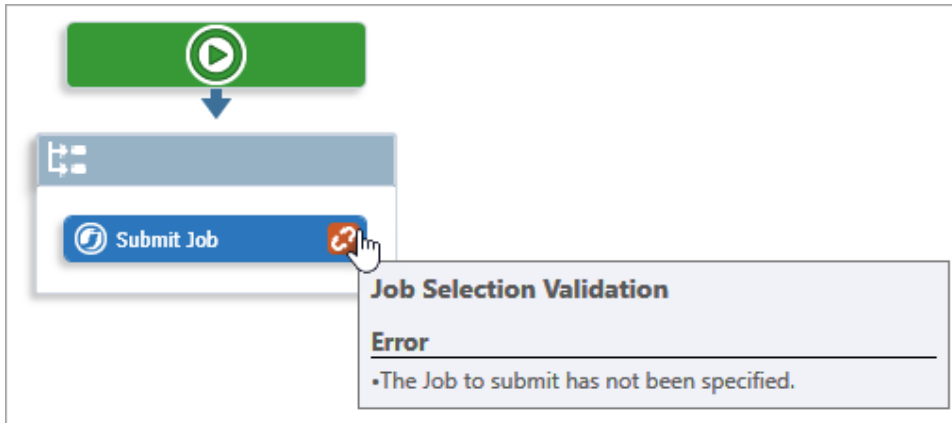 Submit Job
Job Selection Validation
Error
•The Job to submit has not been specified.